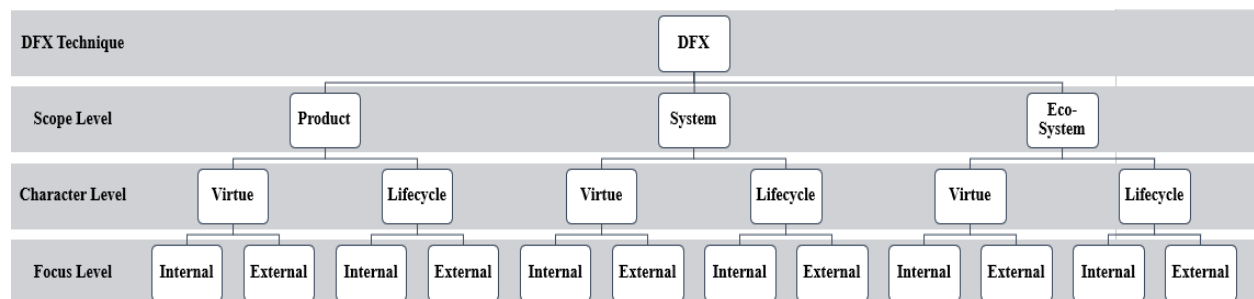 DFX Technique
DFX
Scope Level
Product
System
Eco-
System
Character Level
Virtue
Lifecycle
Virtue
Lifecycle
Virtue
Lifecycle
Focus Level
Internal
External
Internal
External
Internal
External
Internal
External
Internal
External
Internal
External